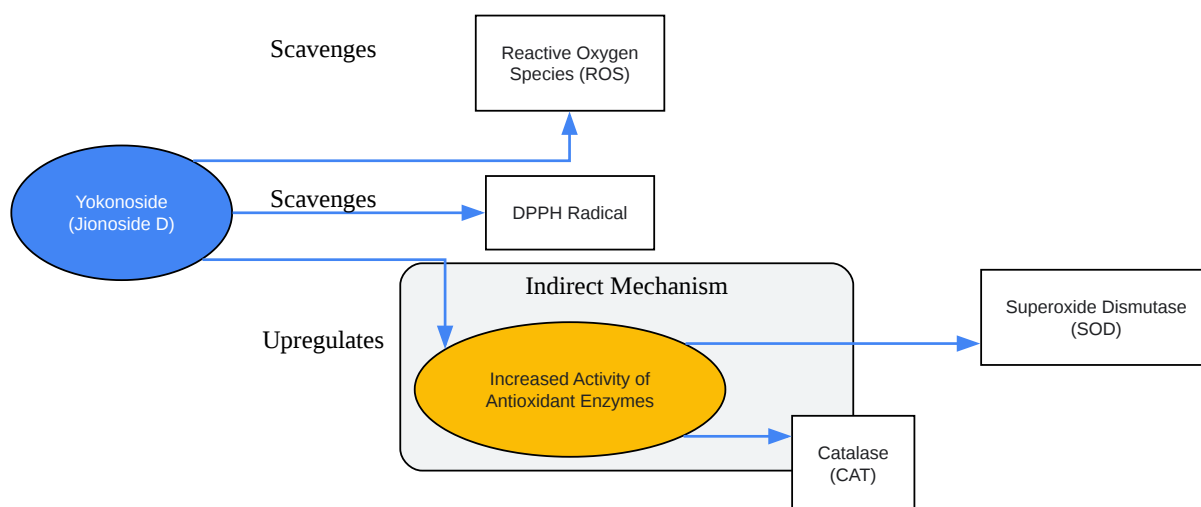 Scavenges
Reactive Oxygen
Species (ROS)
Yokonoside
(Jionoside D)
Scavenges
DPPH Radical
Indirect Mechanism
Upregulates
Increased Activity of
Antioxidant Enzymes
Superoxide Dismutase
(SOD)
Catalase
(CAT)